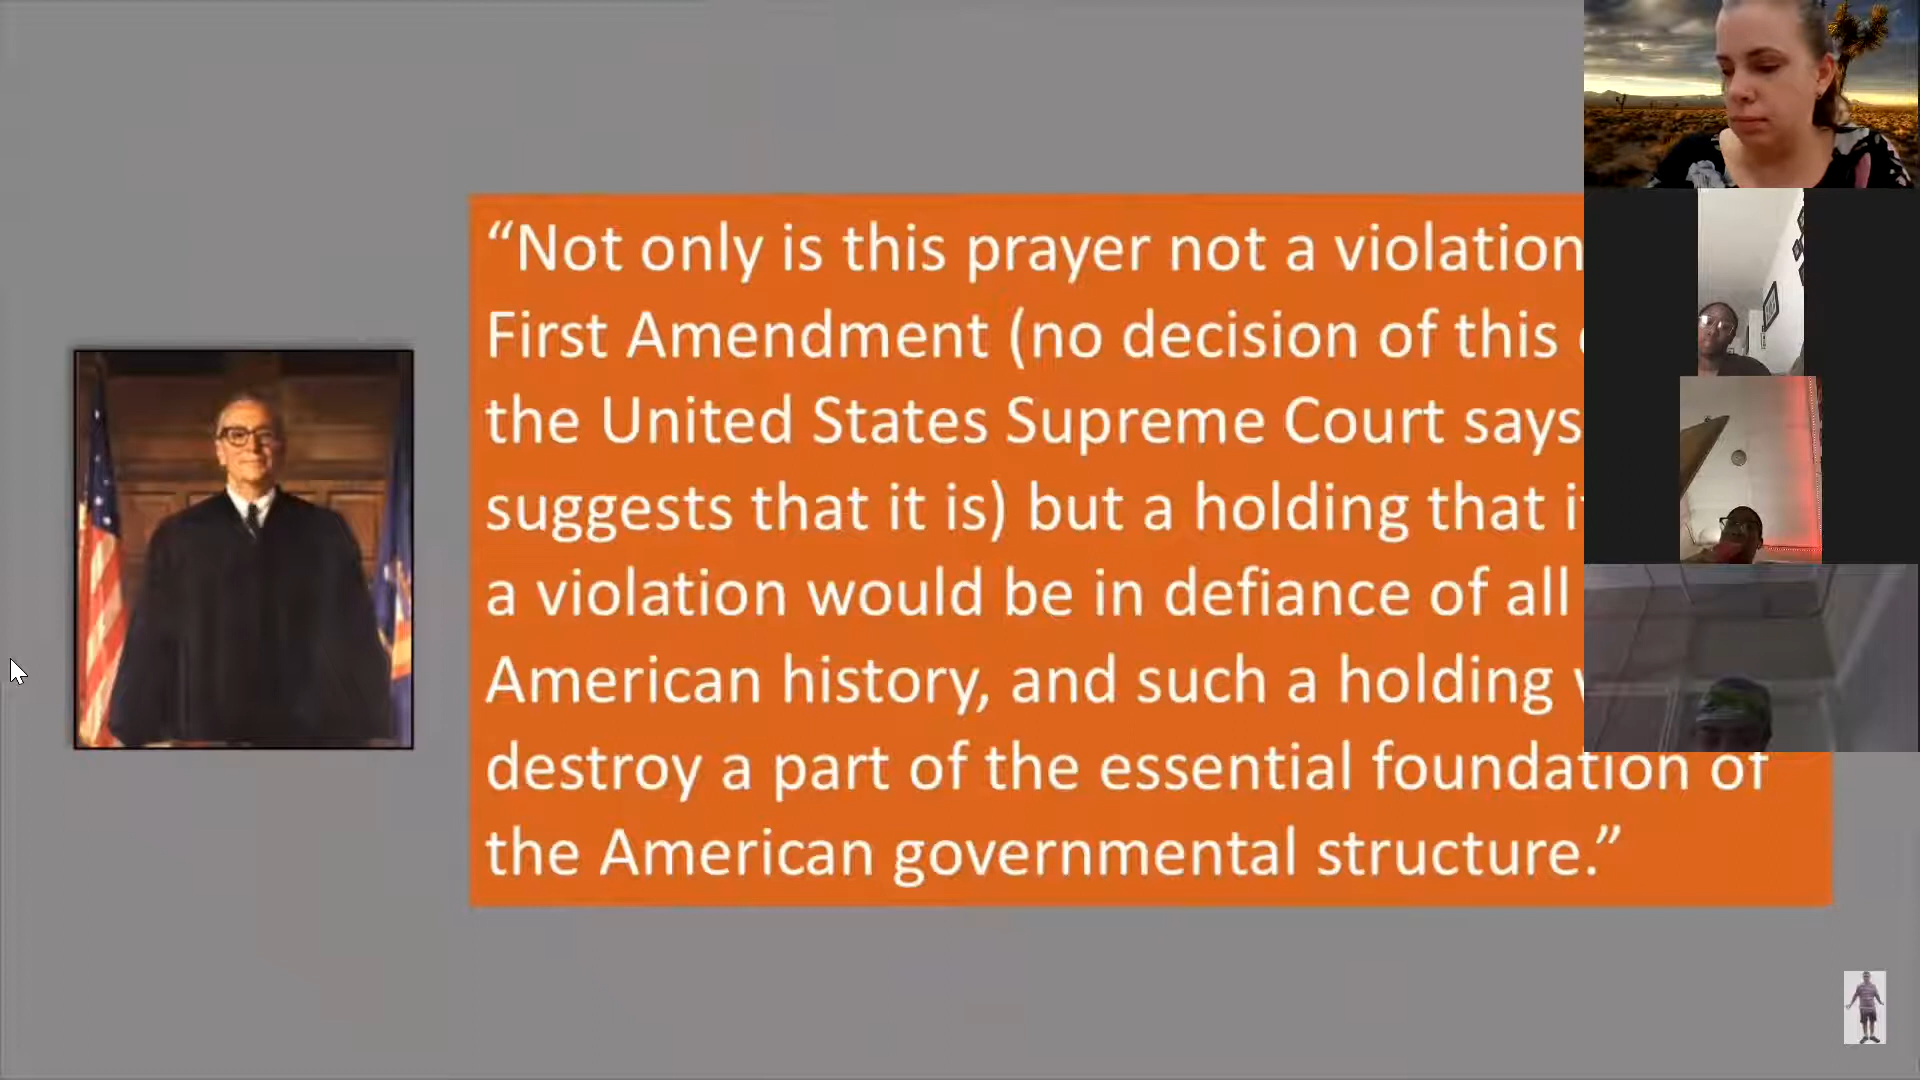 “Not only is this prayer not a violation
First Amendment (no decision of this
the United States Supreme Court says
suggests that it is) but a holding that
a violation would be in defiance of all
American history, and such a holding
destroy a part of the essential foundation of
the American governmental structure.”